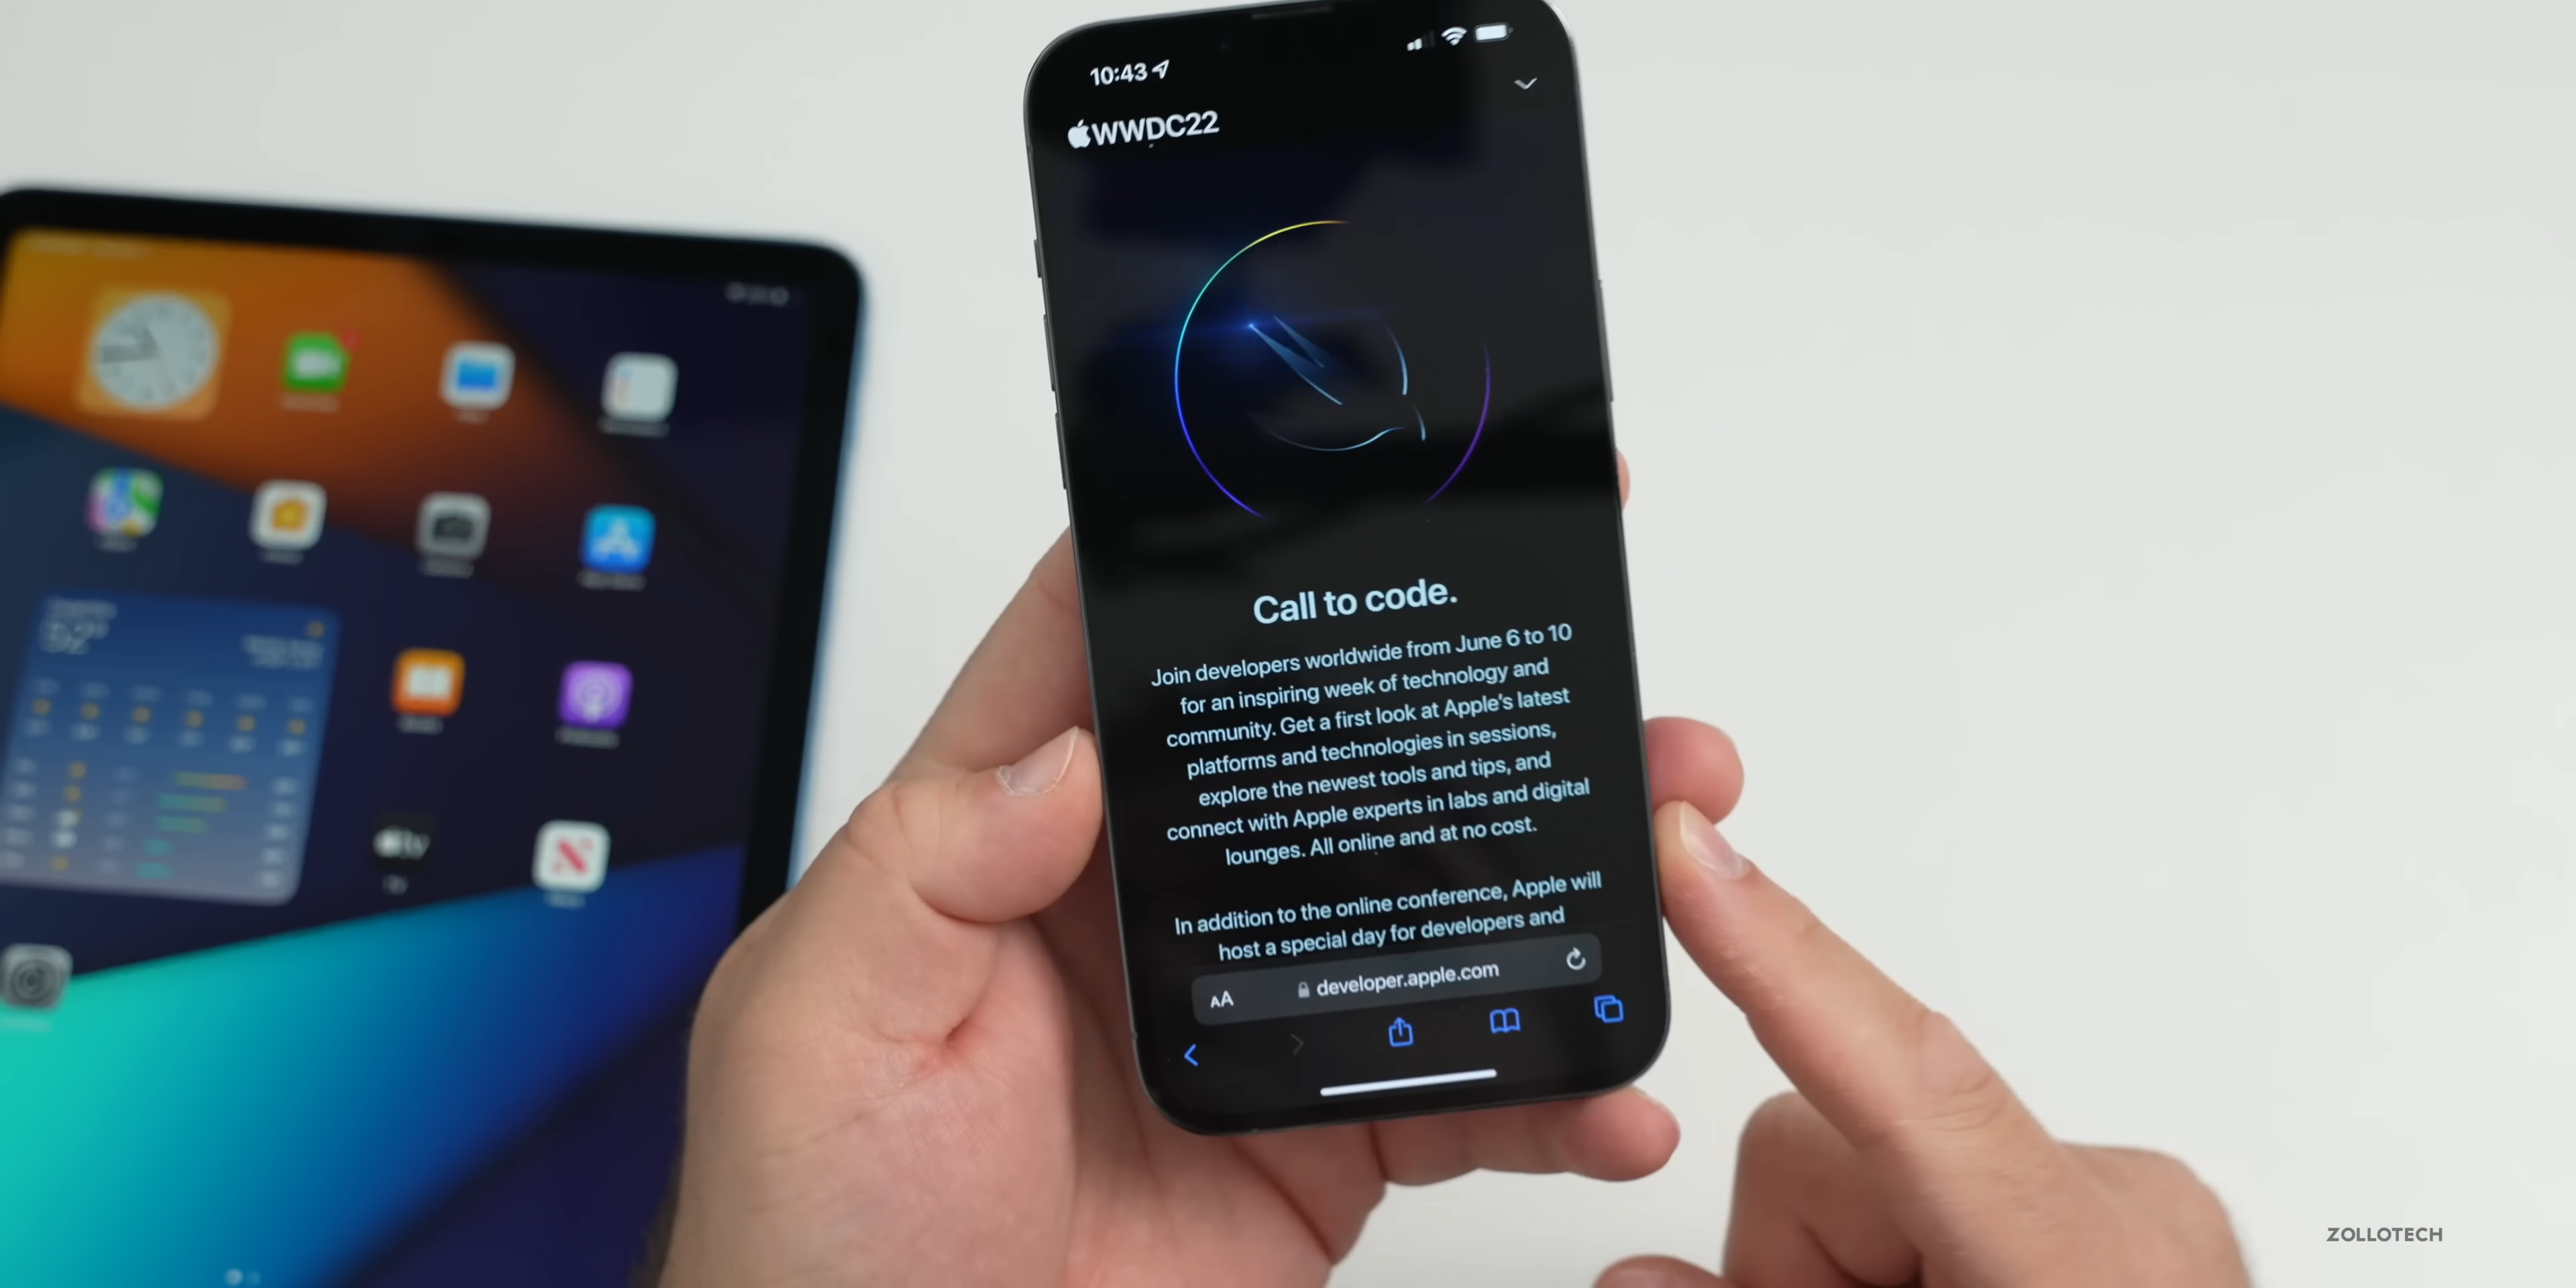 10:43
WWDC22
Call to code.
Join developers worldwide from June 6 to 10
for an inspiring week of technology and
community. Get a first look at Apple's latest
platforms and technologies in sessions,
explore the newest tools and tips, and
connect with Apple experts in labs and digital
lounges. All online and at no cost.
In addition to the online conference, Apple will
host a special day for developers and
AA developer.apple.com
tv
ZOLLOTECH